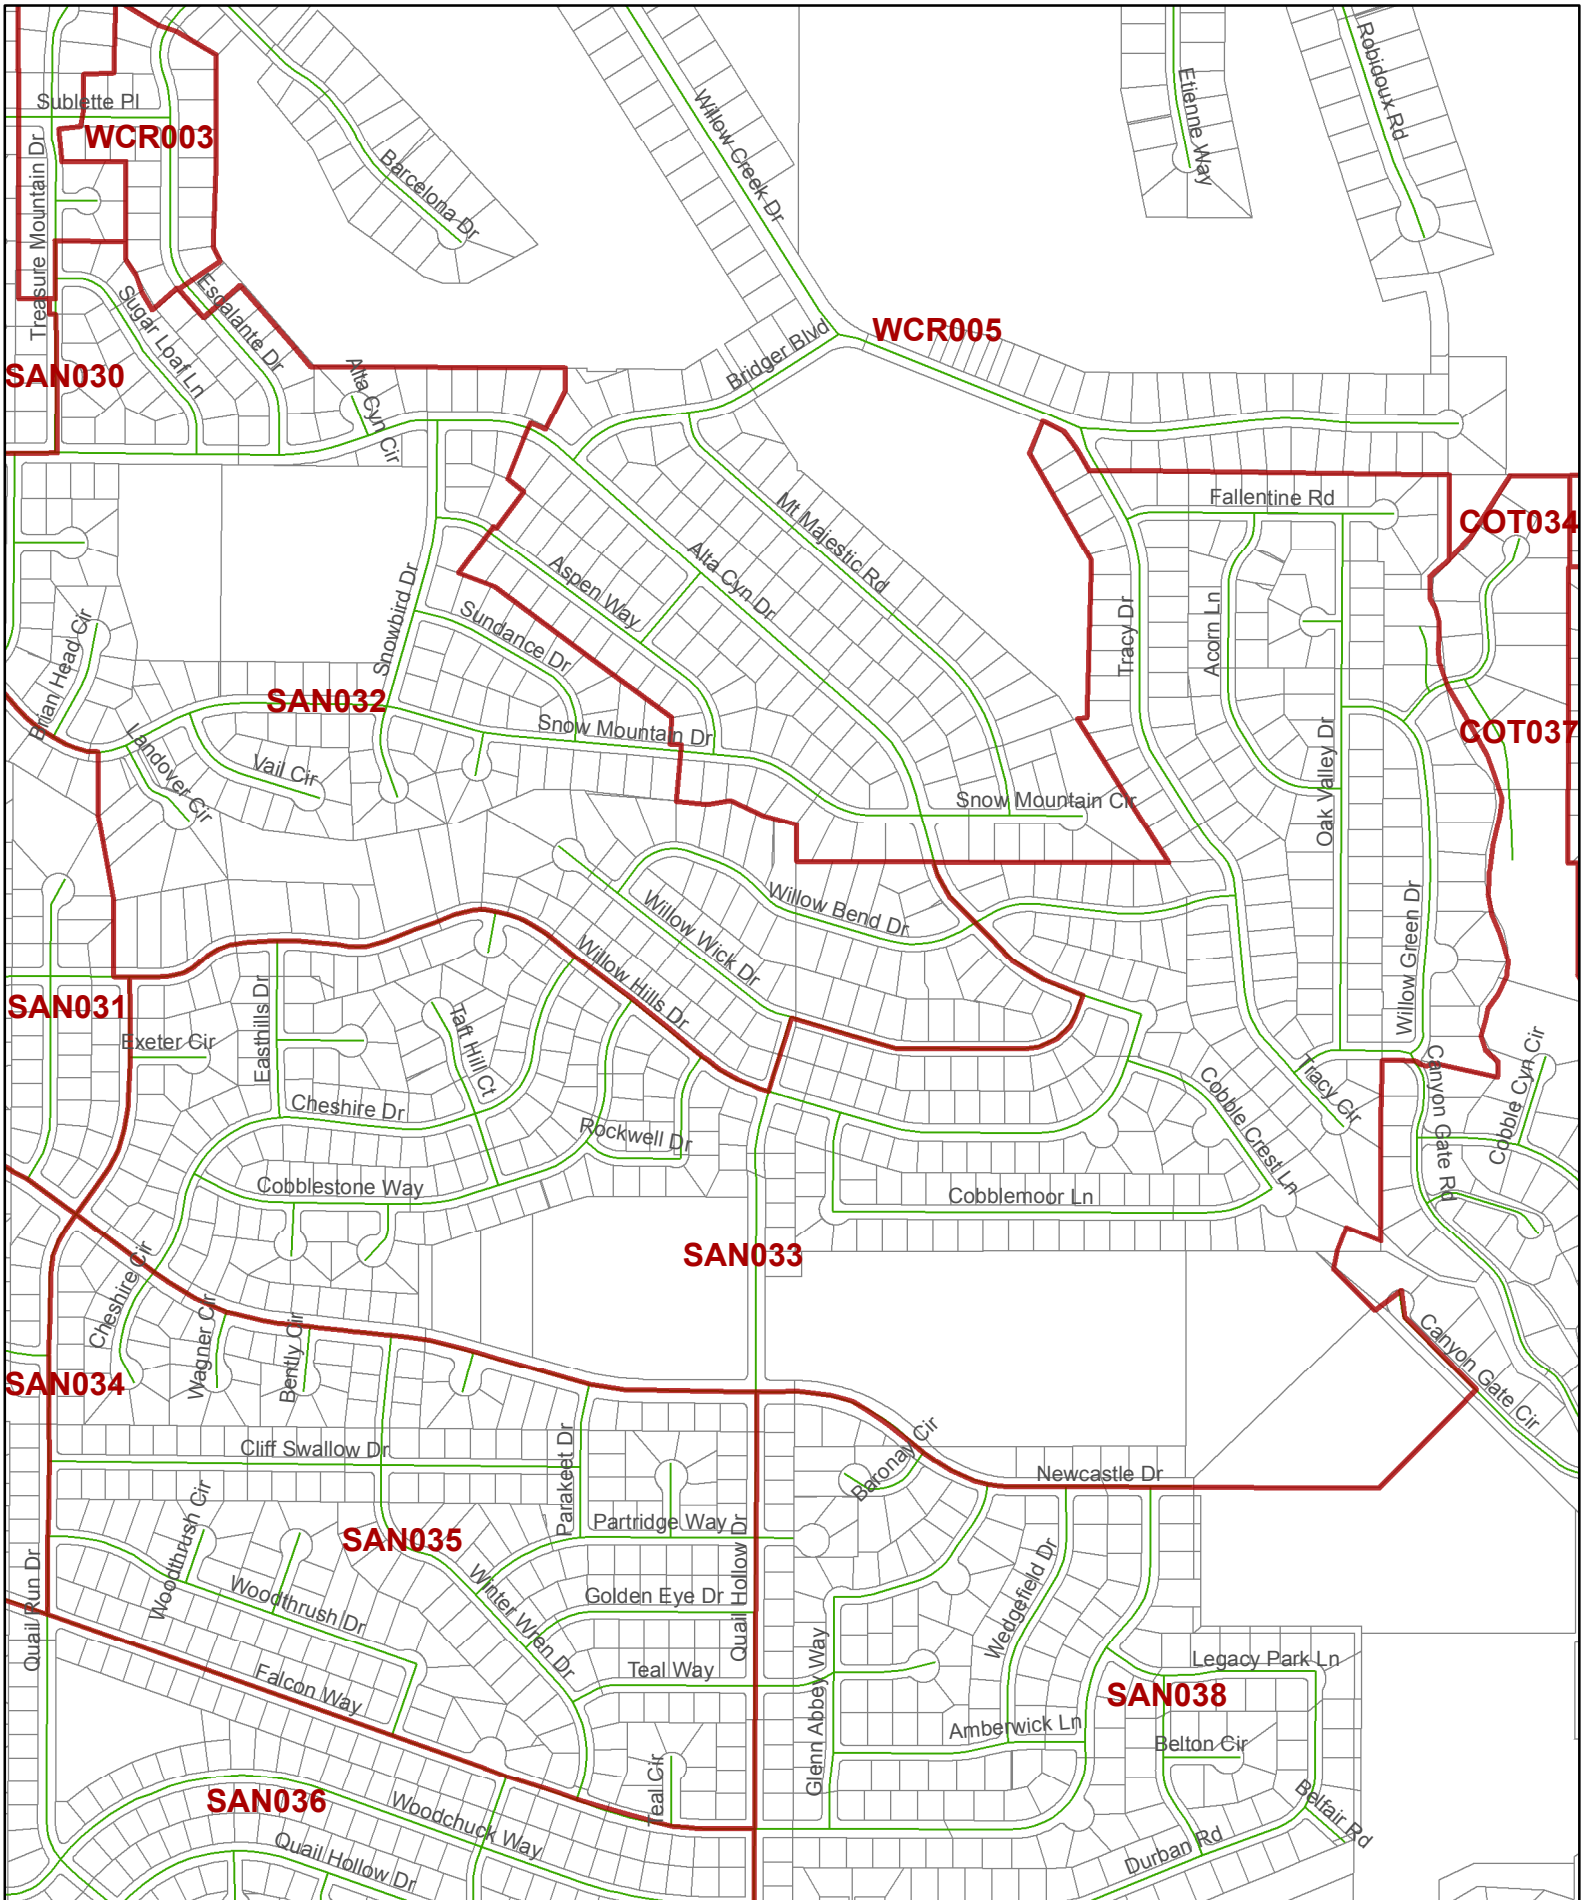 Sublette Pl
WCR003
Treasure Mountain Dr
Barcelona Dr
Willow Creek Dr
Etienne Way
Robidoux Rd
Sugar Loaf Ln
Escalante Dr
SAN030
Alta Cyn Cir
Bridger Blvd
WCR005
Mt Majestic Rd
Fallentine Rd
COT034
Aspen Way
Alta Cyn Dr
Snowbird Dr
Sundance Dr
Tracy Dr
Acorn Ln
Brian Head Cir
SAN032
Snow Mountain Dr
COT037
Landover Cir
Vail Cir
Oak Valley Dr
Snow Mountain Cir
Willow Bend Dr
Willow Wick Dr
Willow Green Dr
Willow Hills Dr
SAN031
Exeter Cir
Easthills Dr
Taft Hill Ct
Cheshire Dr
Rockwell Dr
Tracy Cir
Canyon Gate Rd
Cobble Cyn Cir
Cobble Crest Ln
Cobblestone Way
Cobblemoor Ln
SAN033
Cheshire Cir
Wagner Cir
Bently Cir
SAN034
Canyon Gate Cir
Cliff Swallow Dr
Parakeet Dr
Baronay Cir
Newcastle Dr
Woodthrush Cir
SAN035
Partridge Way
Quail Hollow Dr
Quail Run Dr
Woodthrush Dr
Winter Wren Dr
Golden Eye Dr
Wedgefield Dr
Teal Way
Glenn Abbey Way
Legacy Park Ln
SAN038
Falcon Way
Amberwick Ln
Belton Cir
Teal Cir
SAN036
Woodchuck Way
Belfair Rd
Quail Hollow Dr
Durban Rd